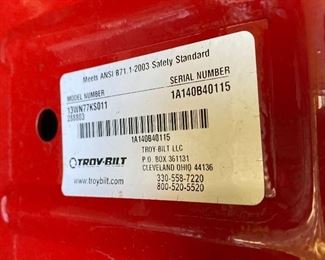 Meets ANSI B71.1-2003 Safety Standard
MODEL NUMBER SERIAL NUMBER
13WN77KS011 1A140B40115
288803
1A140B40115
TROY-BILT
TROY-BILT LLC
P.O. BOX 361131
CLEVELAND OHIO 44136
www.troybilt.com
330-558-7220
800-520-5520